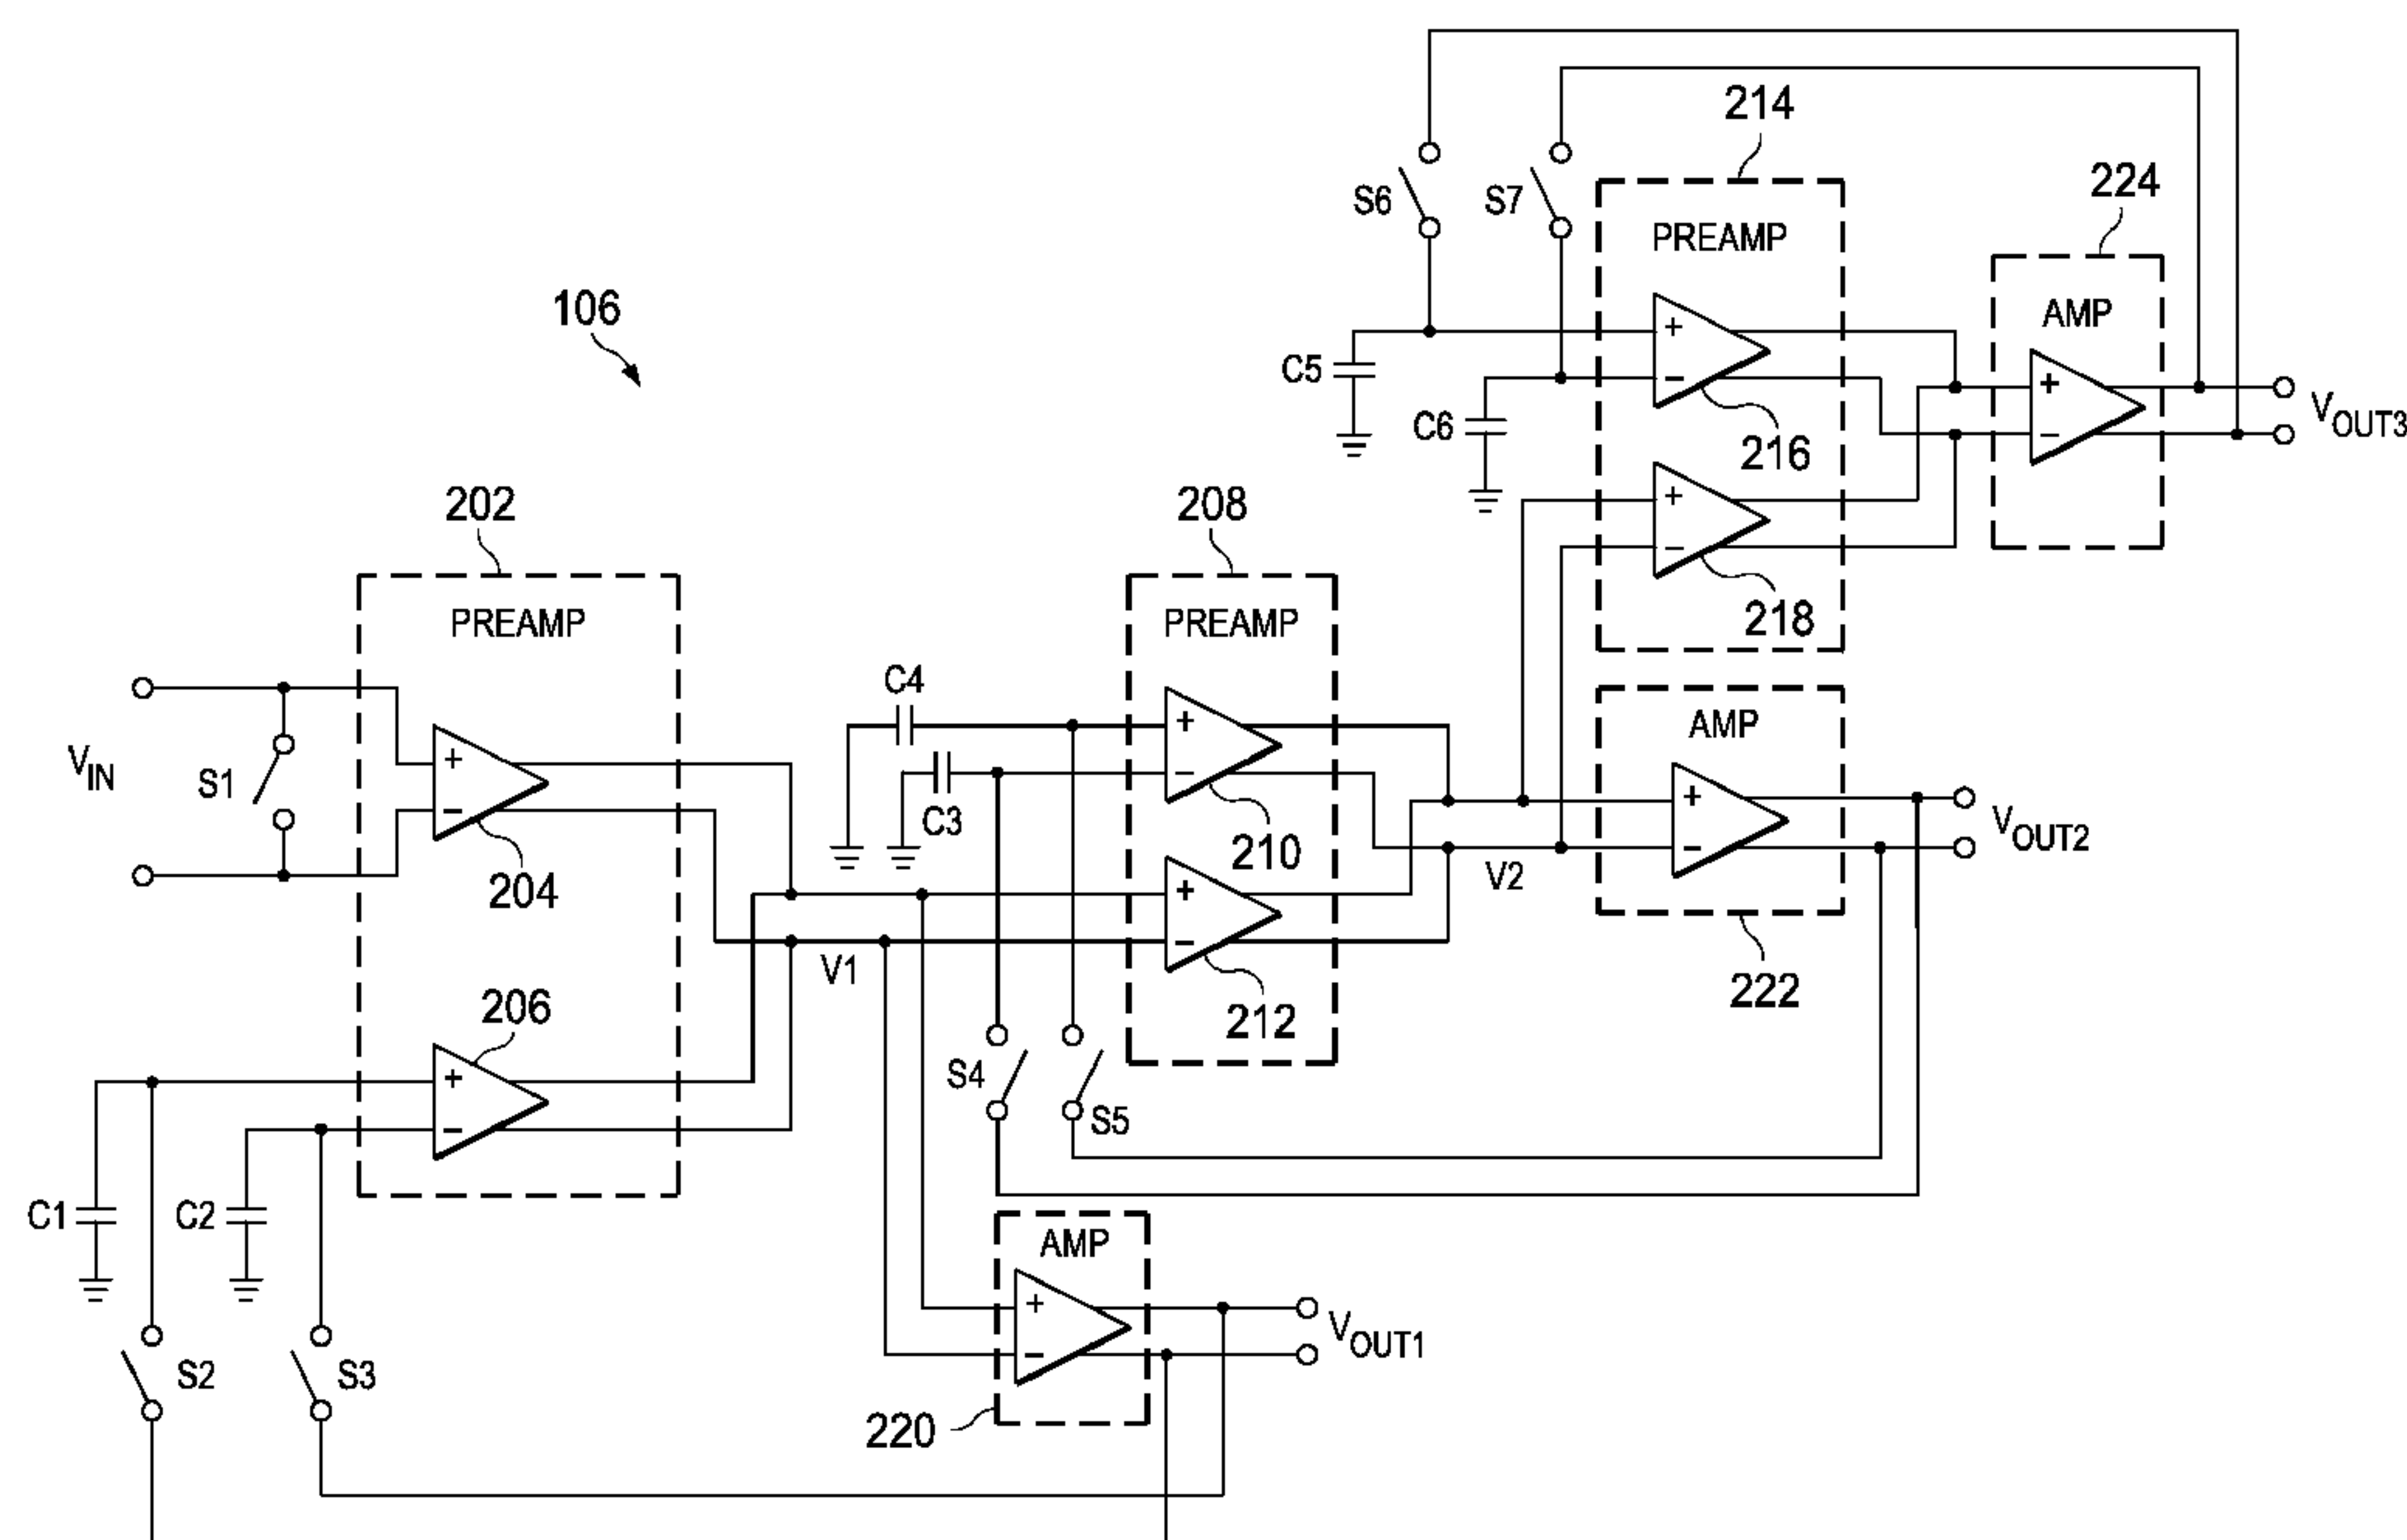 214
224
S6
S7
PREAMP
AMP
106
+
−
C5
C6
216
+
−
VOUT3
+
−
218
202
208
PREAMP
PREAMP
VIN
S1
+
−
204
C4
C3
+
−
210
AMP
+
−
VOUT2
V2
222
V1
+
−
212
206
+
−
S4
S5
C1
C2
AMP
+
−
VOUT1
S2
S3
220